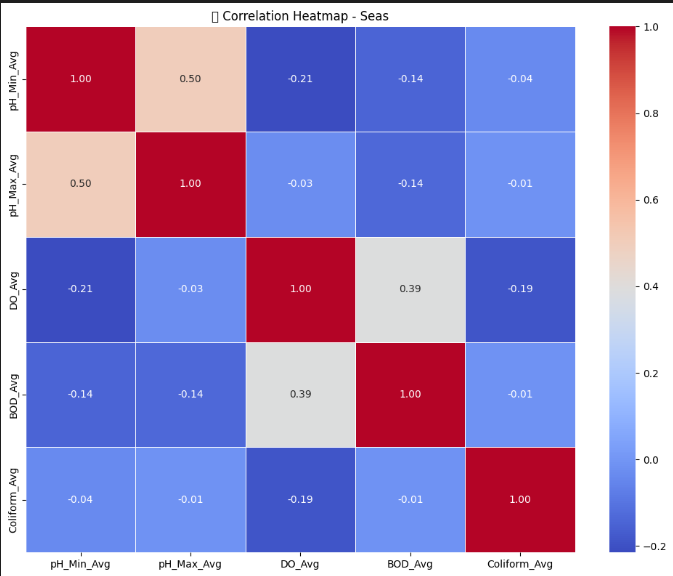 ▯ Correlation Heatmap - Seas
pH_Min_Avg 1.00 0.50 -0.21 -0.14 -0.04
pH_Max_Avg 0.50 1.00 -0.03 -0.14 -0.01
DO_Avg -0.21 -0.03 1.00 0.39 -0.19
BOD_Avg -0.14 -0.14 0.39 1.00 -0.01
Coliform_Avg -0.04 -0.01 -0.19 -0.01 1.00
pH_Min_Avg pH_Max_Avg DO_Avg BOD_Avg Coliform_Avg
1.0
0.8
0.6
0.4
0.2
0.0
−0.2